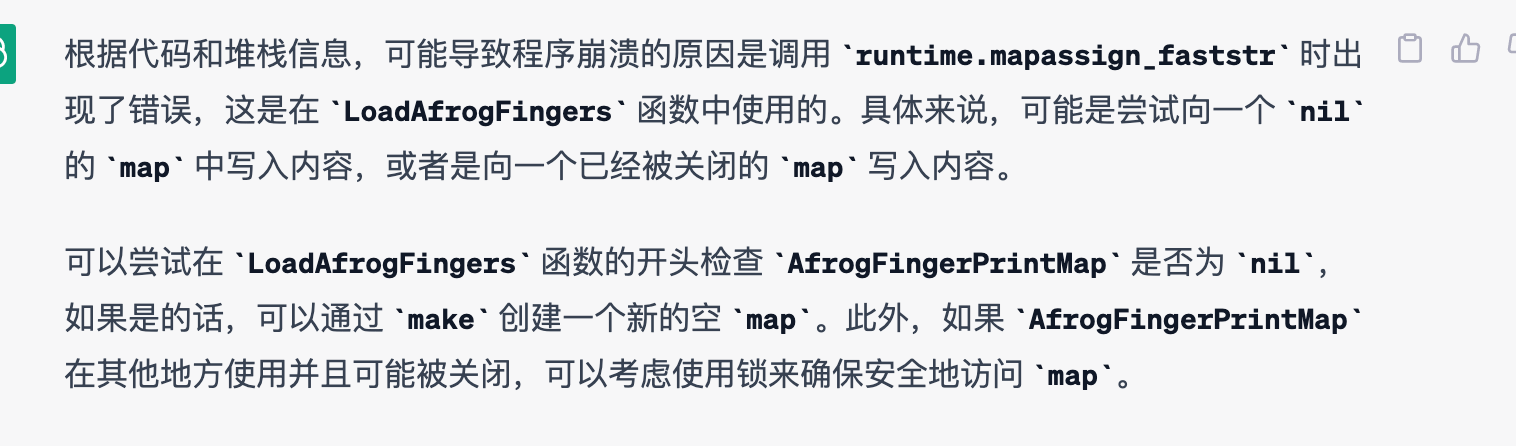 根据代码和堆栈信息，可能导致程序崩溃的原因是调用 `runtime.mapassign_faststr` 时出
现了错误，这是在 `LoadAfrogFingers` 函数中使用的。具体来说，可能是尝试向一个 `nil`
的 `map` 中写入内容，或者是向一个已经被关闭的 `map` 写入内容。
可以尝试在 `LoadAfrogFingers` 函数的开头检查 `AfrogFingerPrintMap` 是否为 `nil`，
如果是的话，可以通过 `make` 创建一个新的空 `map`。此外，如果 `AfrogFingerPrintMap`
在其他地方使用并且可能被关闭，可以考虑使用锁来确保安全地访问 `map`。